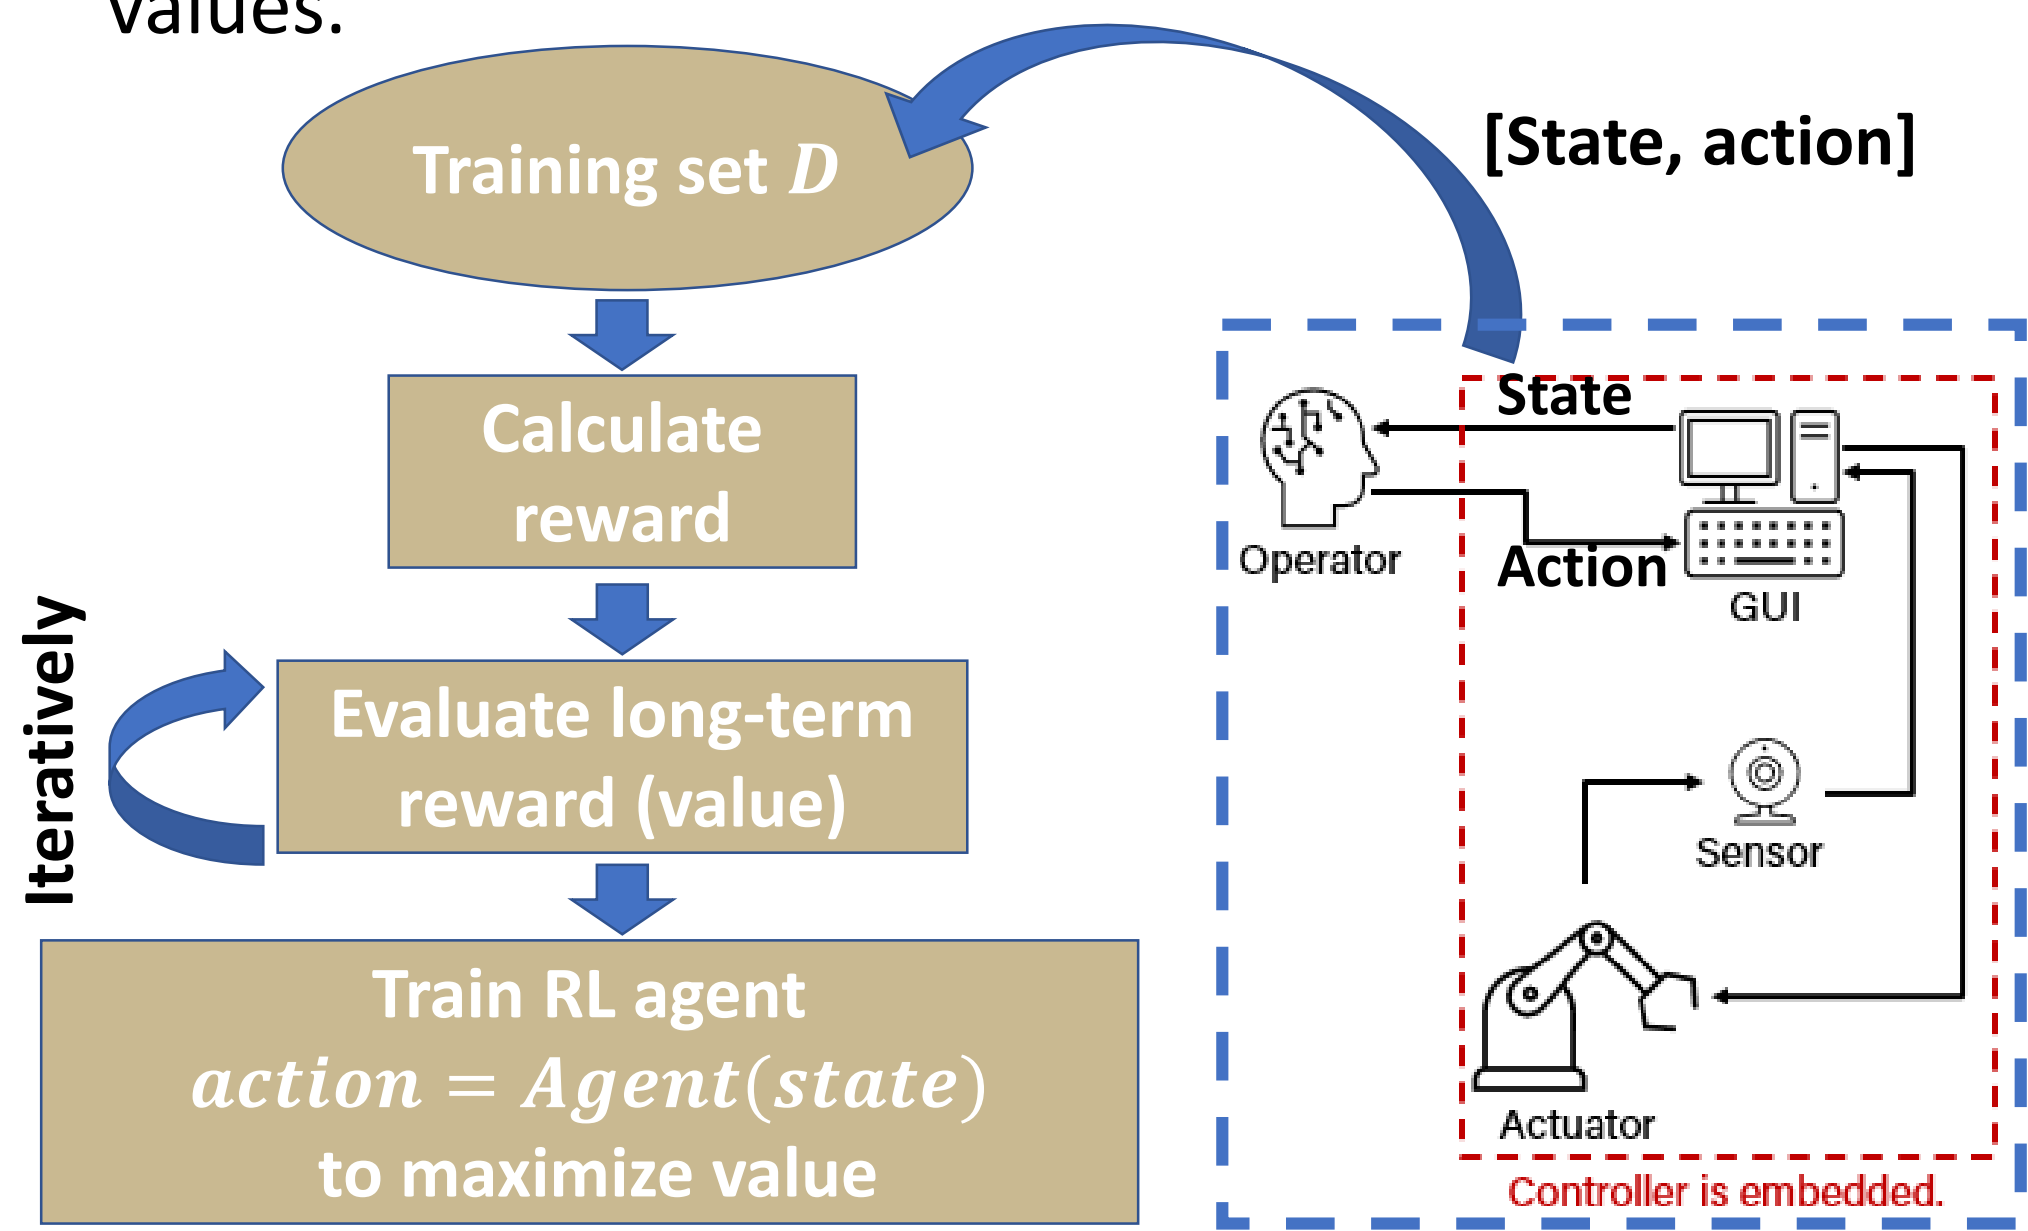 values.
Training set D
[State, action]
Calculate
reward
Iteratively
Evaluate long-term
reward (value)
Train RL agent
action = Agent(state)
to maximize value
State
Operator
Action
GUI
Sensor
Actuator
Controller is embedded.